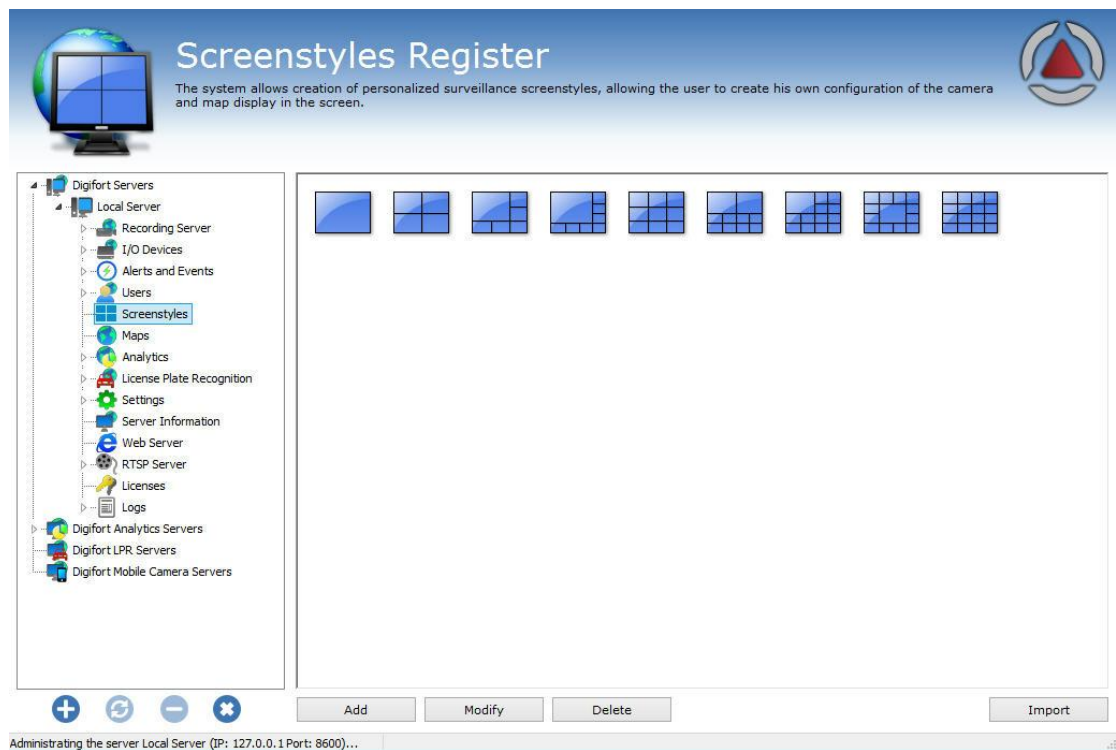 Screenstyles Register
The system allows creation of personalized surveillance screenstyles, allowing the user to create his own configuration of the camera
and map display in the screen.
Digifort Servers
Local Server
Recording Server
I/O Devices
Alerts and Events
Users
Screenstyles
Maps
Analytics
License Plate Recognition
Settings
Server Information
Web Server
RTSP Server
Licenses
Logs
Digifort Analytics Servers
Digifort LPR Servers
Digifort Mobile Camera Servers
Add Modify Delete Import
Administrating the server Local Server (IP: 127.0.0.1 Port: 8600)...